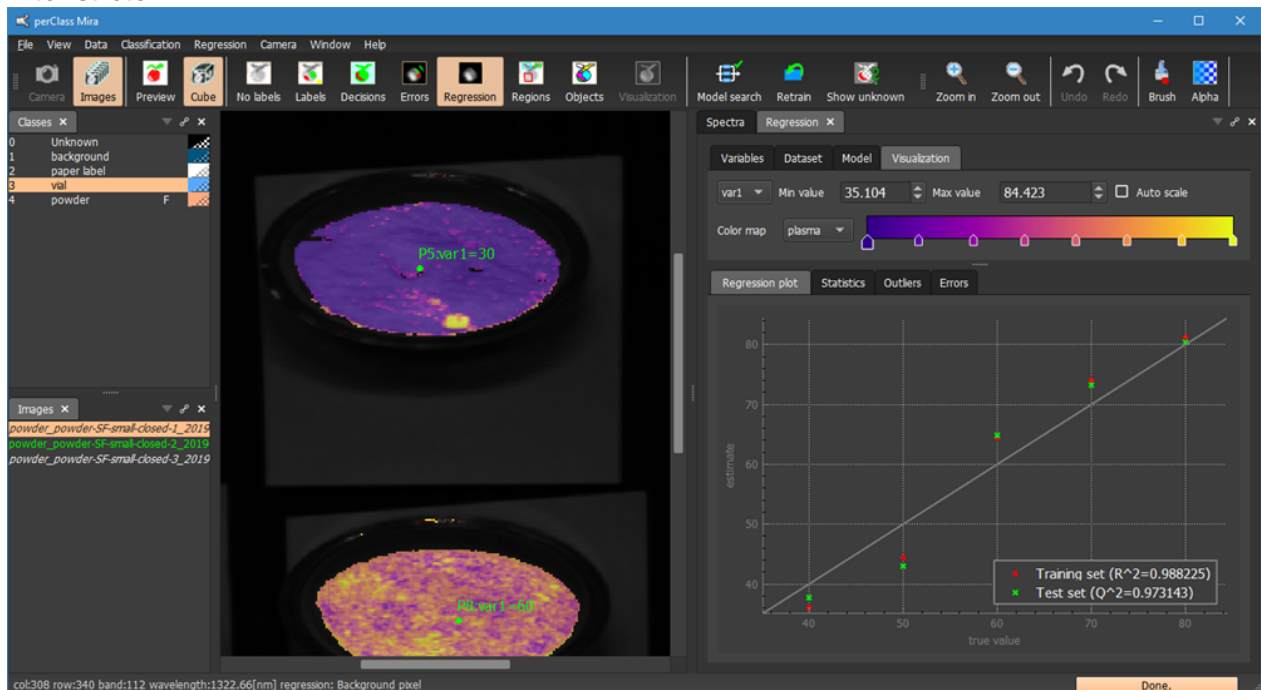 perClass Mira
File View Data Classification Regression Camera Window Help
Camera Images Preview Cube No labels Labels Decisions Errors Regression Regions Objects Visualization Model search Retrain Show unknown Zoom in Zoom out Undo Redo Brush Alpha
Classes
0 Unknown
1 background
2 paper label
3 vial
4 powder F
Images
powder_powder-SF-small-closed-1_2019
powder_powder-SF-small-closed-2_2019
powder_powder-SF-small-closed-3_2019
P5:var1=30
P8:var1=60
Spectra Regression
Variables Dataset Model Visualization
var1 Min value 35.104 Max value 84.423 Auto scale
Color map plasma
Regression plot Statistics Outliers Errors
80
70
60
50
40
estimate
40 50 60 70 80
true value
Training set (R^2=0.988225)
Test set (Q^2=0.973143)
col:308 row:340 band:112 wavelength:1322.66[nm] regression: Background pixel
Done.